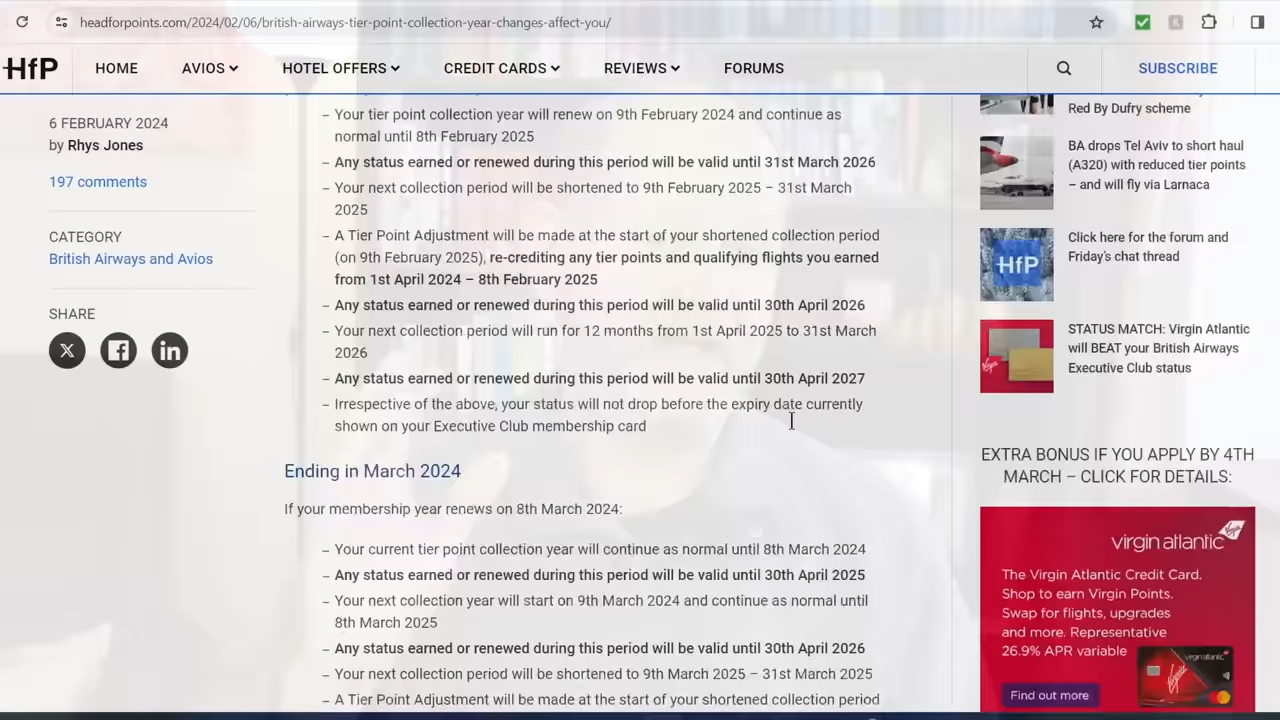 headforpoints.com/2024/02/06/british-airways-tier-point-collection-year-changes-affect-you/
HfP
HOME
AVIOS
HOTEL OFFERS
CREDIT CARDS
REVIEWS
FORUMS
SUBSCRIBE
6 FEBRUARY 2024
by Rhys Jones
197 comments
CATEGORY
British Airways and Avios
SHARE
– Your tier point collection year will renew on 9th February 2024 and continue as
normal until 8th February 2025
– Any status earned or renewed during this period will be valid until 31st March 2026
– Your next collection period will be shortened to 9th February 2025 – 31st March
2025
– A Tier Point Adjustment will be made at the start of your shortened collection period
(on 9th February 2025), re-crediting any tier points and qualifying flights you earned
from 1st April 2024 – 8th February 2025
– Any status earned or renewed during this period will be valid until 30th April 2026
– Your next collection period will run for 12 months from 1st April 2025 to 31st March
2026
– Any status earned or renewed during this period will be valid until 30th April 2027
– Irrespective of the above, your status will not drop before the expiry date currently
shown on your Executive Club membership card
Ending in March 2024
If your membership year renews on 8th March 2024:
– Your current tier point collection year will continue as normal until 8th March 2024
– Any status earned or renewed during this period will be valid until 30th April 2025
– Your next collection year will start on 9th March 2024 and continue as normal until
8th March 2025
– Any status earned or renewed during this period will be valid until 30th April 2026
– Your next collection period will be shortened to 9th March 2025 – 31st March 2025
– A Tier Point Adjustment will be made at the start of your shortened collection period
Red By Dufry scheme
BA drops Tel Aviv to short haul
(A320) with reduced tier points
– and will fly via Larnaca
HfP
Click here for the forum and
Friday's chat thread
STATUS MATCH: Virgin Atlantic
will BEAT your British Airways
Executive Club status
EXTRA BONUS IF YOU APPLY BY 4TH
MARCH – CLICK FOR DETAILS:
virgin atlantic
The Virgin Atlantic Credit Card.
Shop to earn Virgin Points.
Swap for flights, upgrades
and more. Representative
26.9% APR variable
Find out more